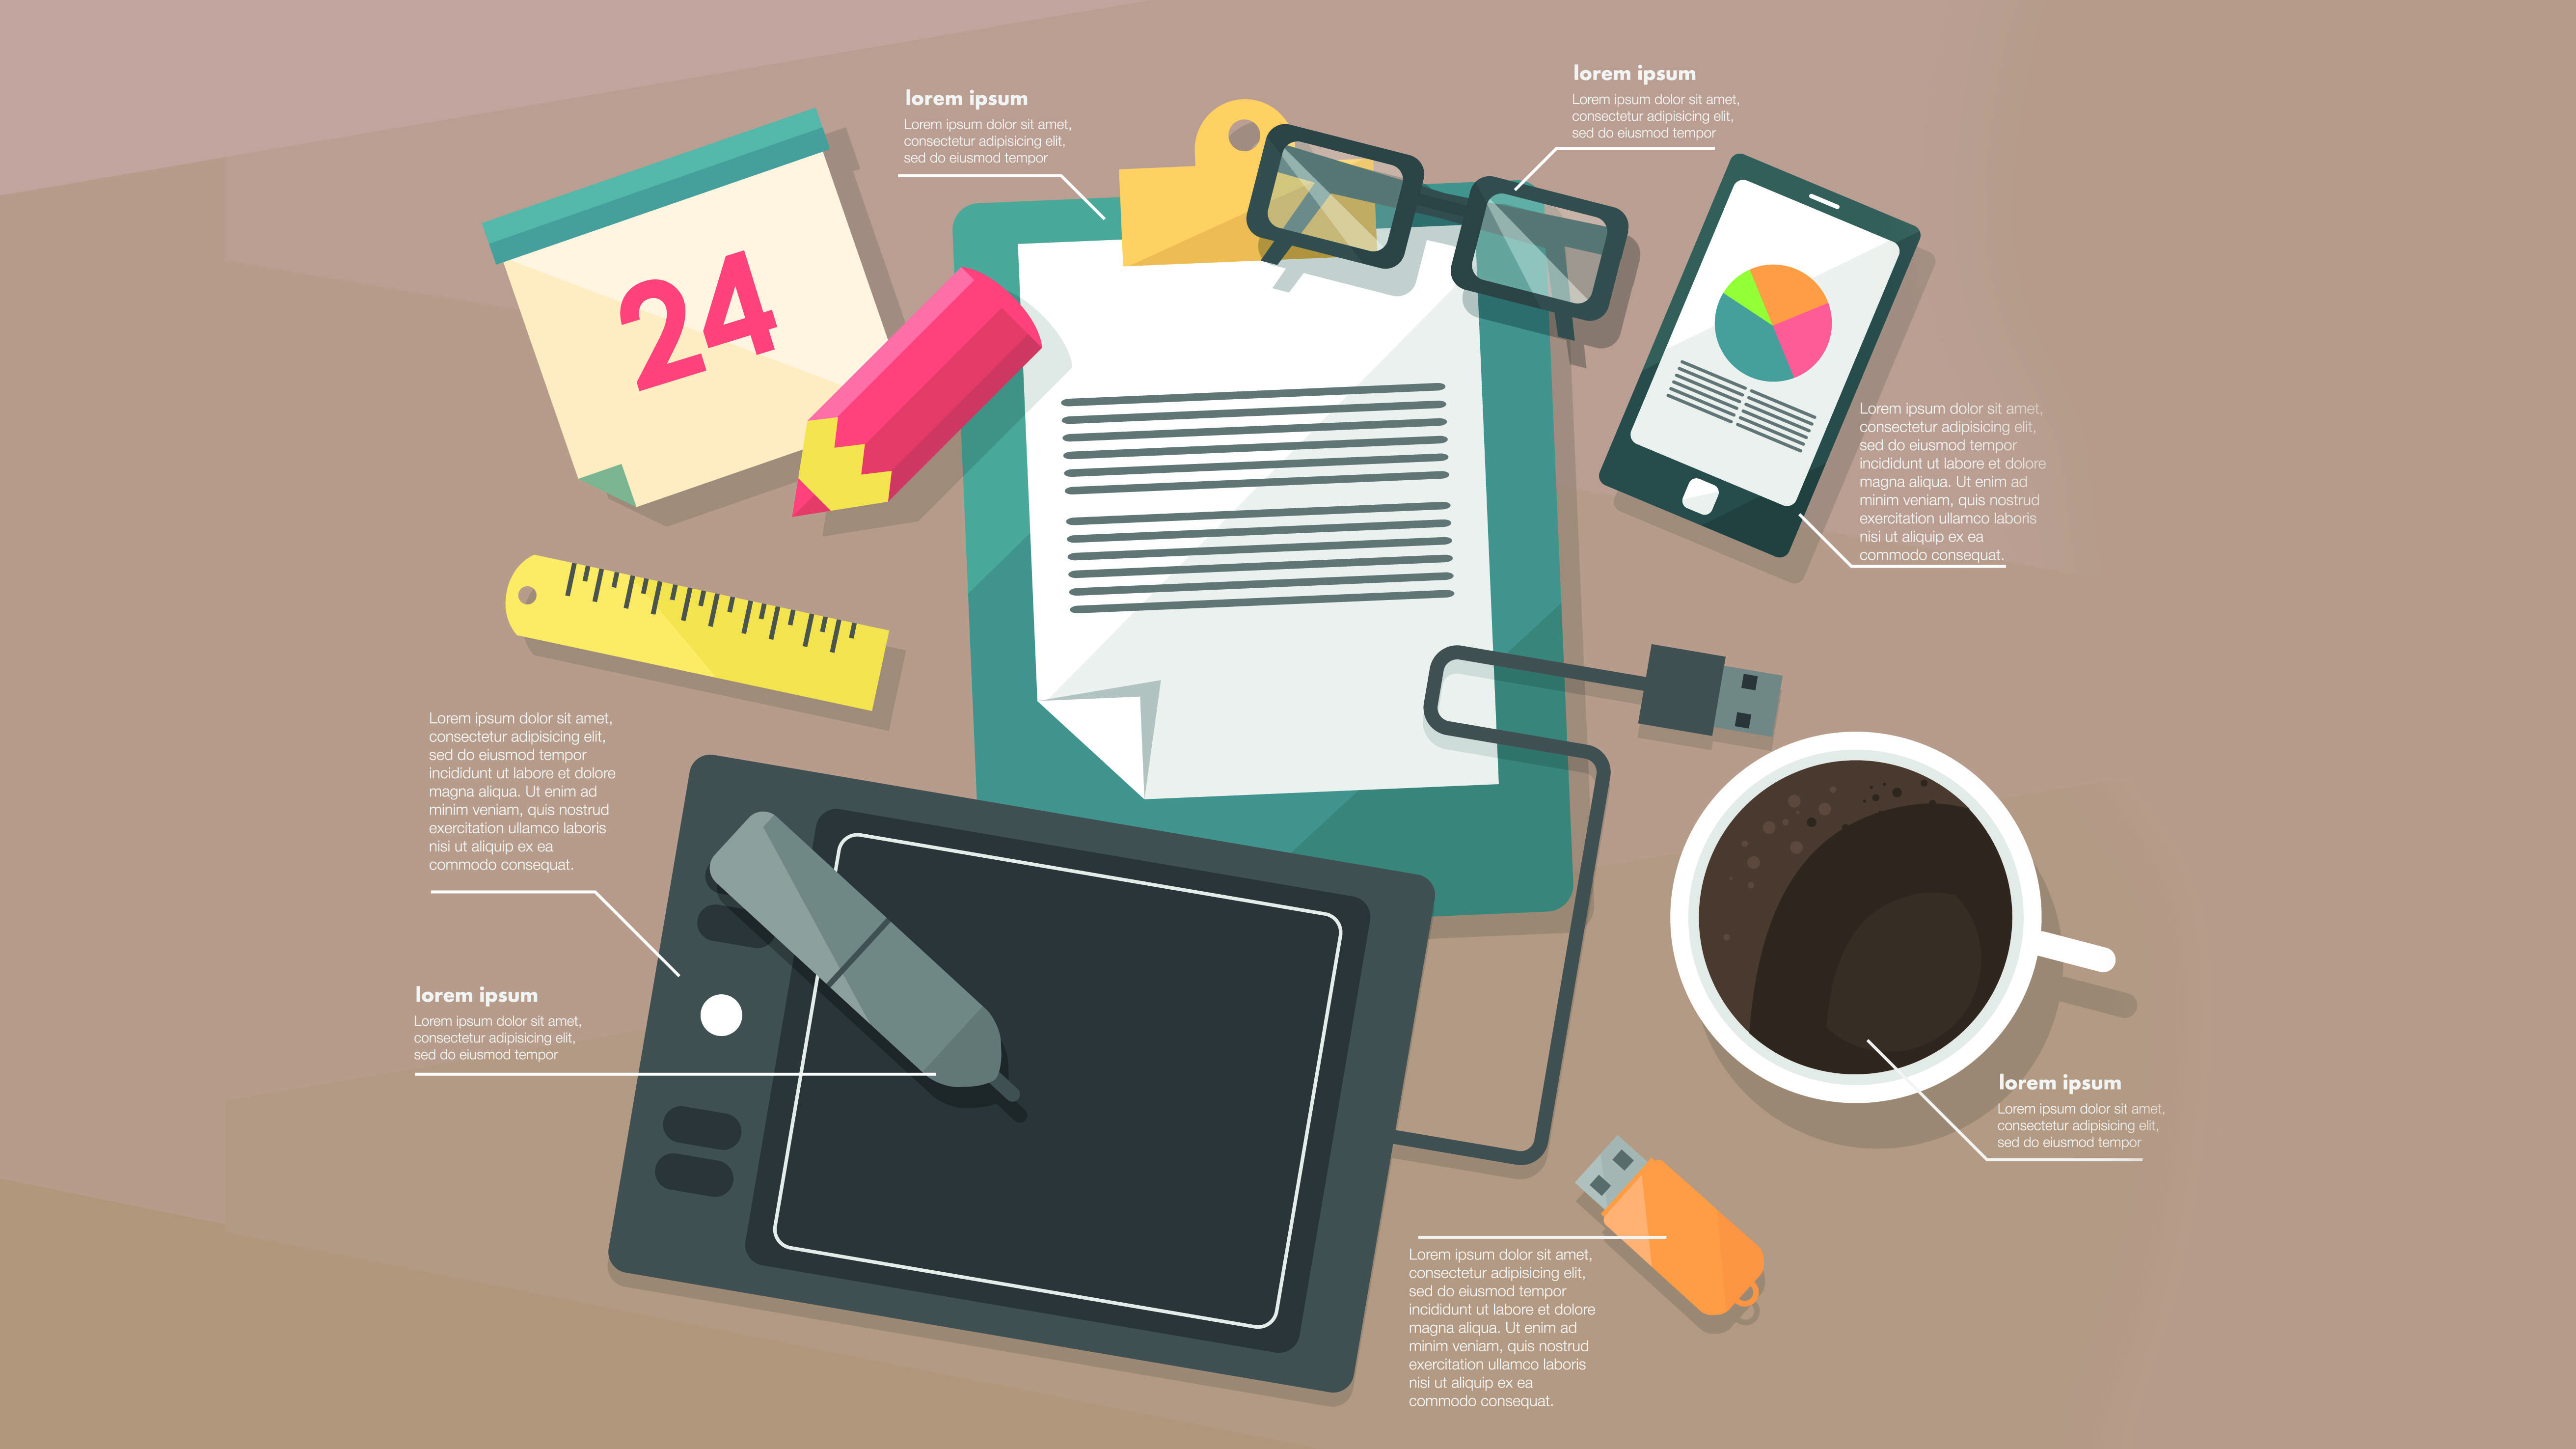 lorem ipsum
Lorem ipsum dolor sit amet,
consectetur adipisicing elit,
sed do eiusmod tempor
lorem ipsum
Lorem ipsum dolor sit amet,
consectetur adipisicing elit,
sed do eiusmod tempor
24
Lorem ipsum dolor sit amet,
consectetur adipisicing elit,
sed do eiusmod tempor
incididunt ut labore et dolore
magna aliqua. Ut enim ad
minim veniam, quis nostrud
exercitation ullamco laboris
nisi ut aliquip ex ea
commodo consequat.
Lorem ipsum dolor sit amet,
consectetur adipisicing elit,
sed do eiusmod tempor
incididunt ut labore et dolore
magna aliqua. Ut enim ad
minim veniam, quis nostrud
exercitation ullamco laboris
nisi ut aliquip ex ea
commodo consequat.
lorem ipsum
Lorem ipsum dolor sit amet,
consectetur adipisicing elit,
sed do eiusmod tempor
lorem ipsum
Lorem ipsum dolor sit amet,
consectetur adipisicing elit,
sed do eiusmod tempor
Lorem ipsum dolor sit amet,
consectetur adipisicing elit,
sed do eiusmod tempor
incididunt ut labore et dolore
magna aliqua. Ut enim ad
minim veniam, quis nostrud
exercitation ullamco laboris
nisi ut aliquip ex ea
commodo consequat.